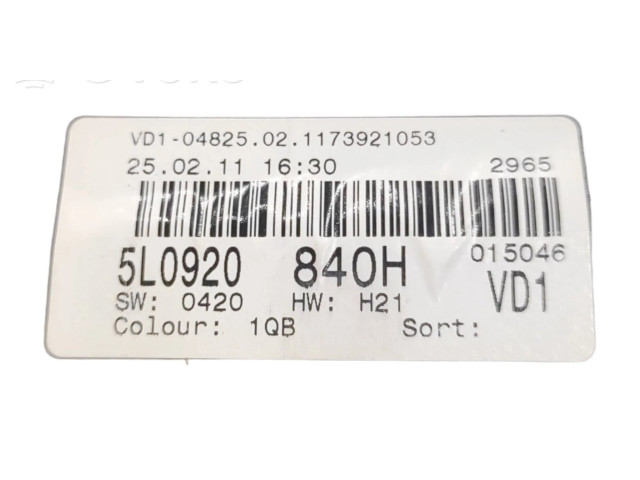 VD1-04825.02.1173921053
25.02.11 16:30 2965
015046
5L0920 840H VD1
SW: 0420 HW: H21
Colour: 1QB Sort: